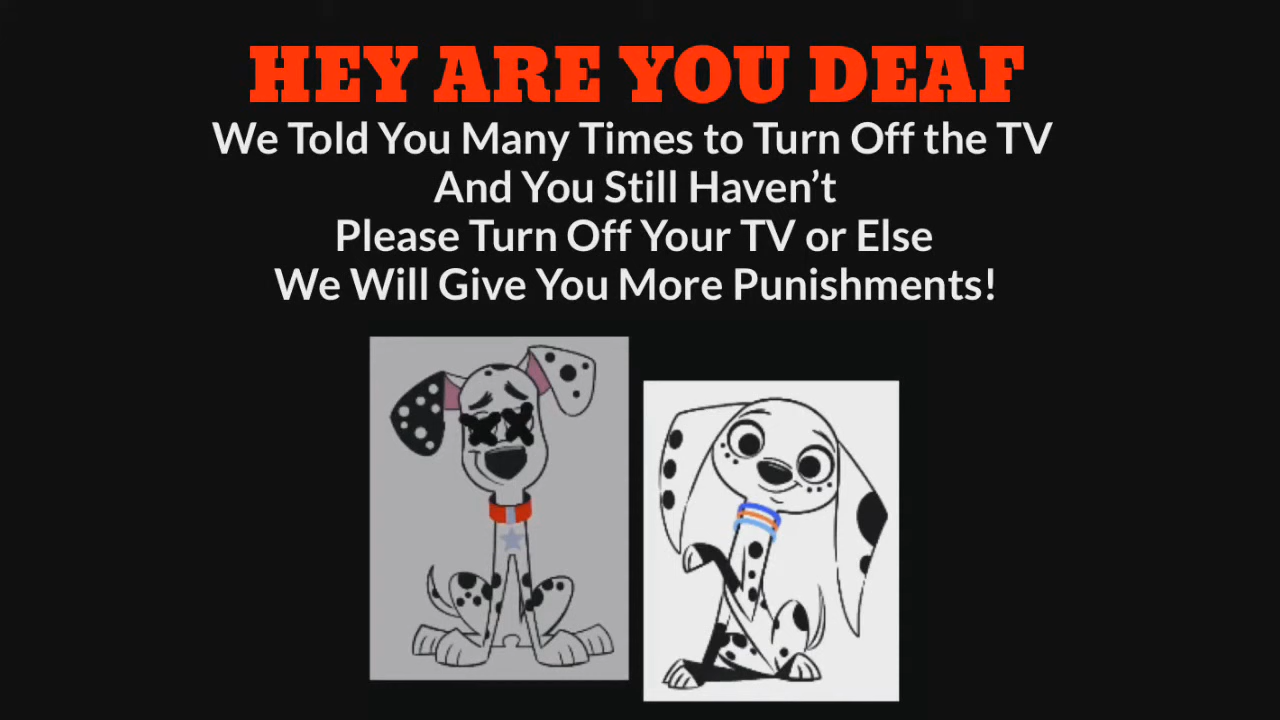 HEY ARE YOU DEAF
We Told You Many Times to Turn Off the TV
And You Still Haven’t
Please Turn Off Your TV or Else
We Will Give You More Punishments!